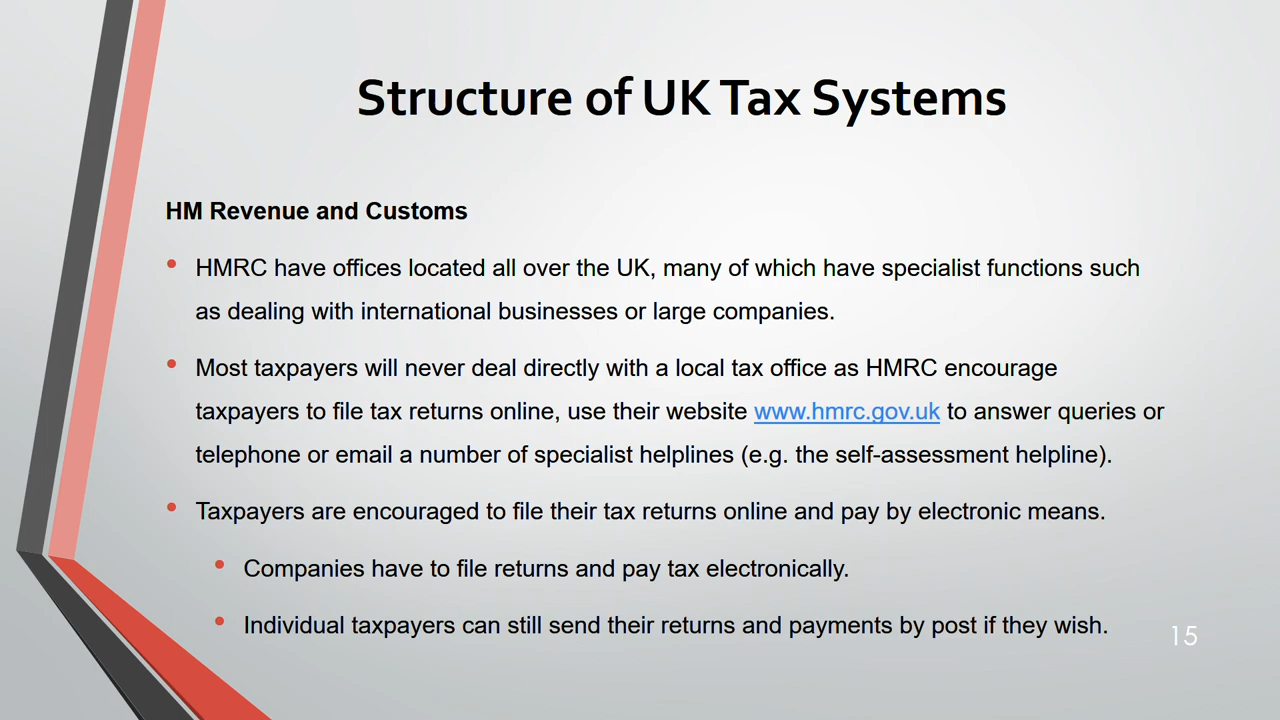 Structure of UK Tax Systems
HM Revenue and Customs
• HMRC have offices located all over the UK, many of which have specialist functions such
as dealing with international businesses or large companies.
• Most taxpayers will never deal directly with a local tax office as HMRC encourage
taxpayers to file tax returns online, use their website www.hmrc.gov.uk to answer queries or
telephone or email a number of specialist helplines (e.g. the self-assessment helpline).
• Taxpayers are encouraged to file their tax returns online and pay by electronic means.
• Companies have to file returns and pay tax electronically.
• Individual taxpayers can still send their returns and payments by post if they wish.
15